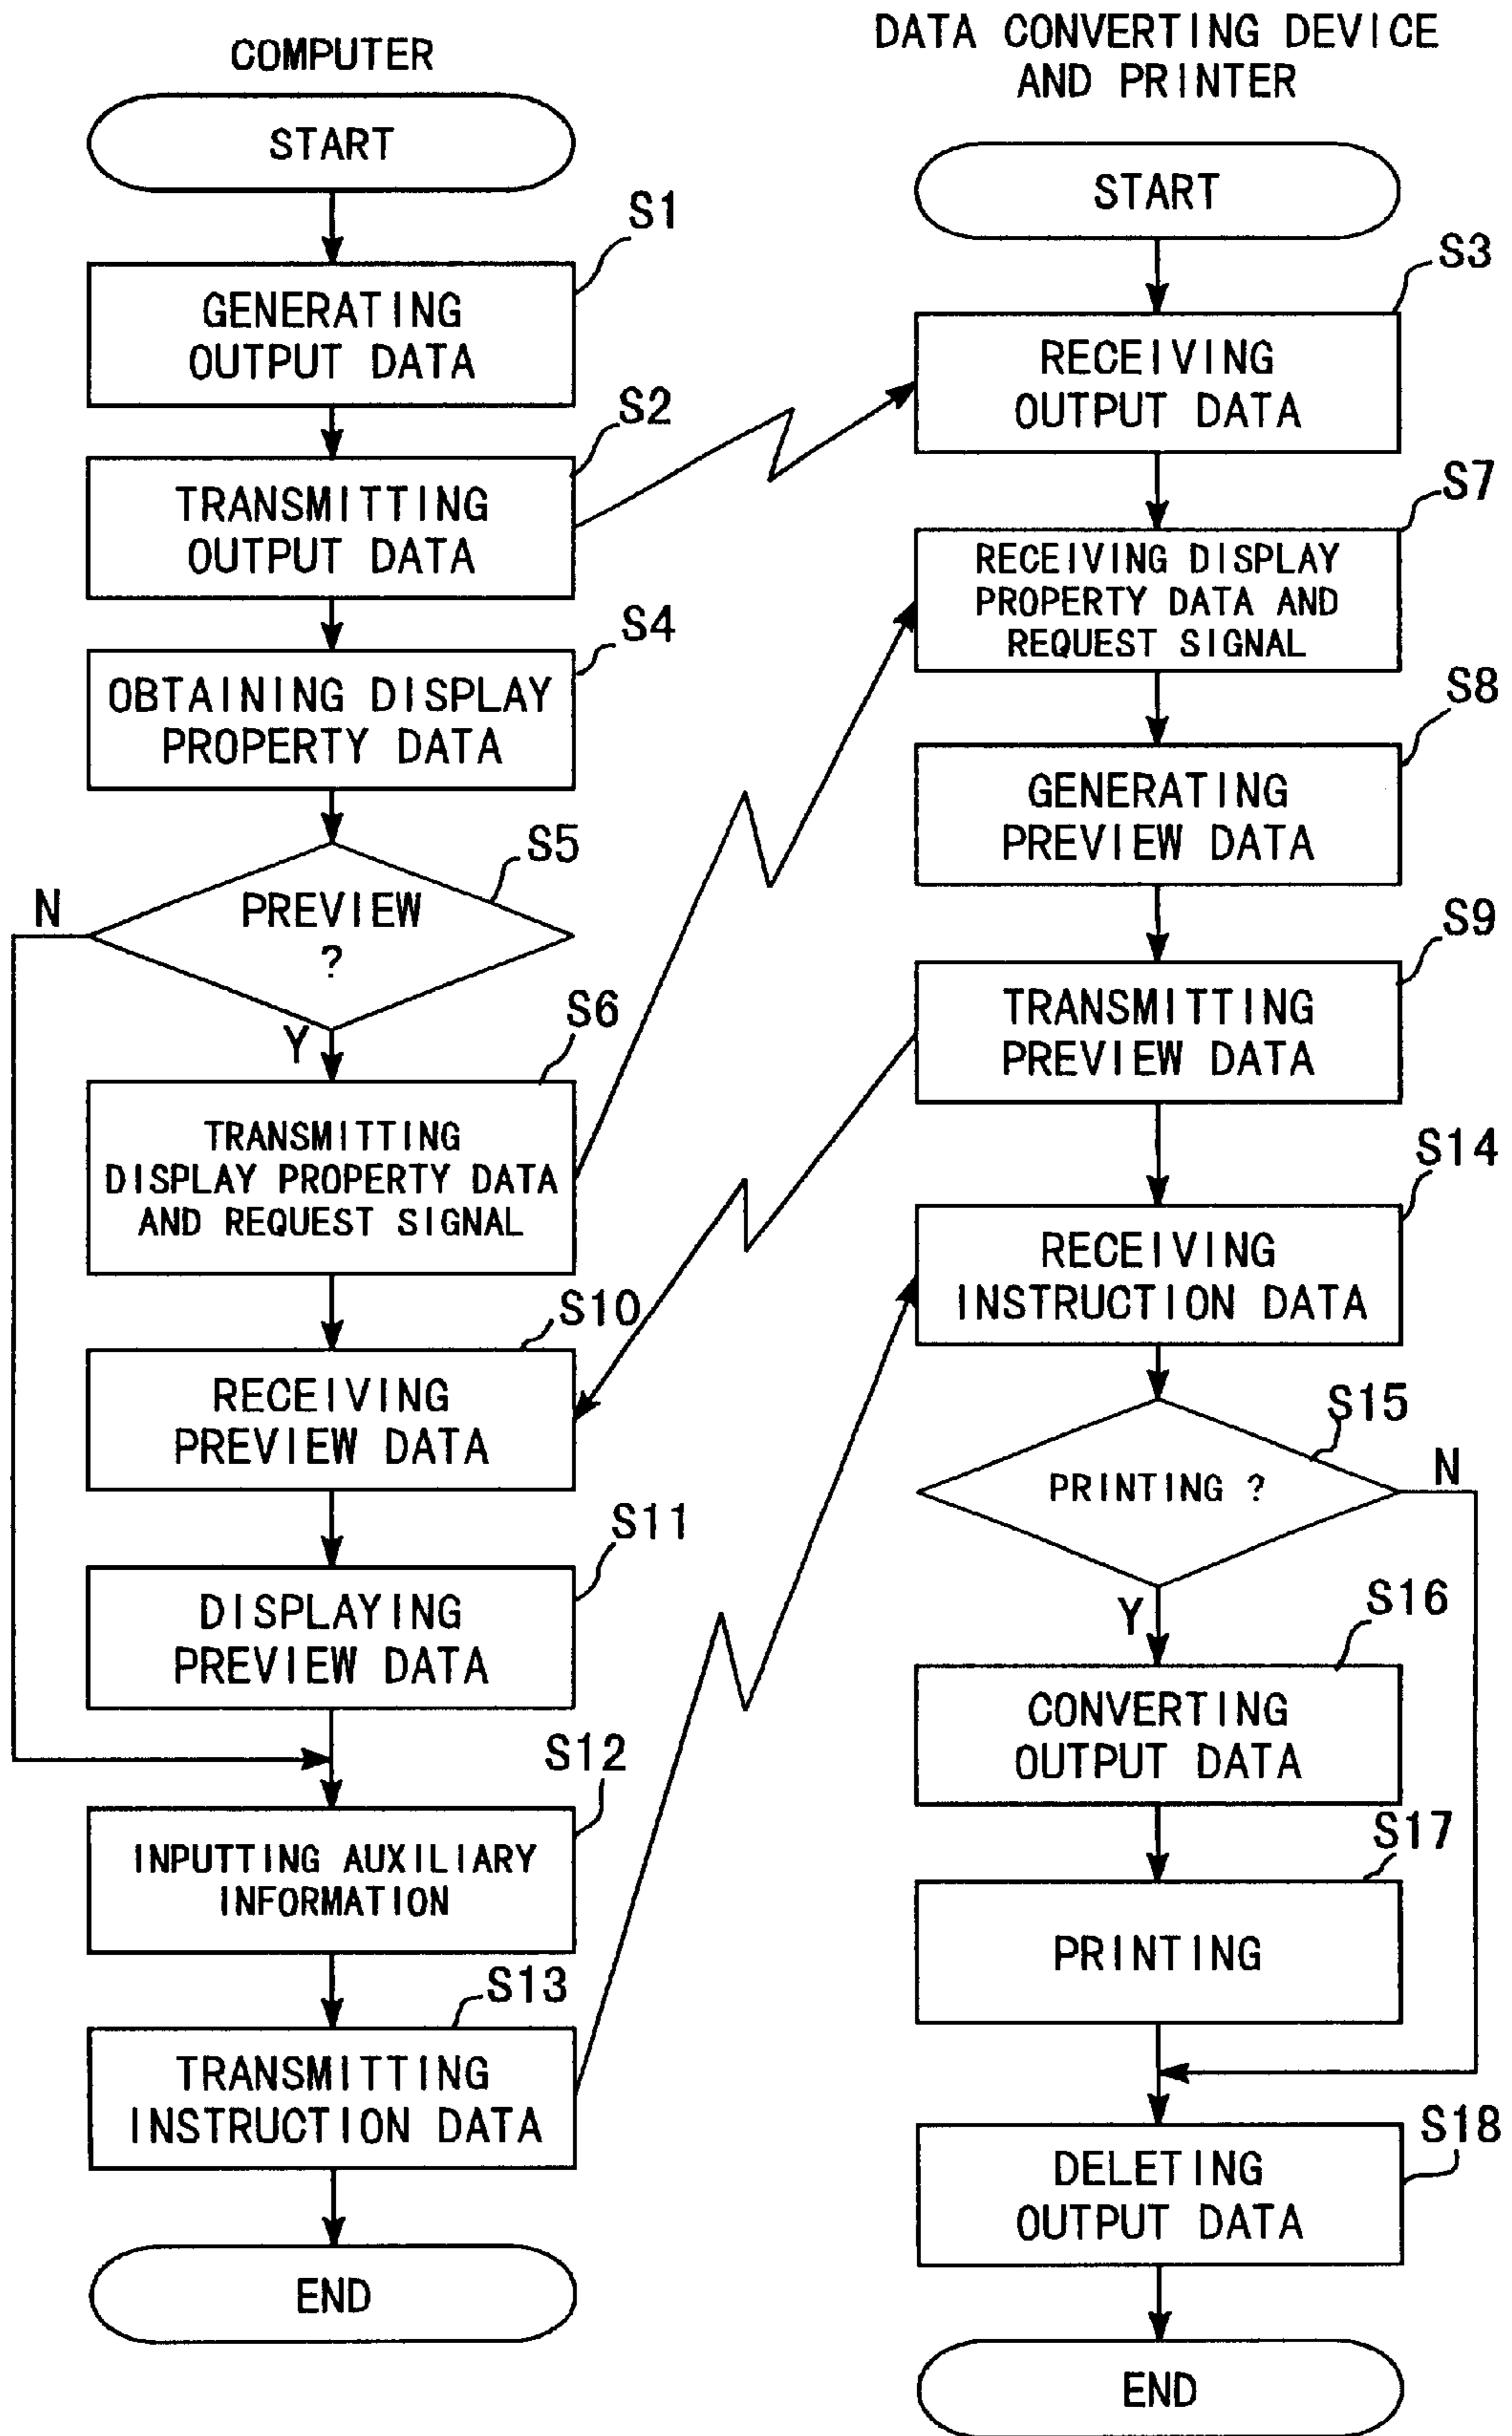 COMPUTER
START
S1
GENERATING
OUTPUT DATA
S2
TRANSMITTING
OUTPUT DATA
S4
OBTAINING DISPLAY
PROPERTY DATA
S5
PREVIEW
?
N
Y
S6
TRANSMITTING
DISPLAY PROPERTY DATA
AND REQUEST SIGNAL
S10
RECEIVING
PREVIEW DATA
S11
DISPLAYING
PREVIEW DATA
S12
INPUTTING AUXILIARY
INFORMATION
S13
TRANSMITTING
INSTRUCTION DATA
END
DATA CONVERTING DEVICE
AND PRINTER
START
S3
RECEIVING
OUTPUT DATA
S7
RECEIVING DISPLAY
PROPERTY DATA AND
REQUEST SIGNAL
S8
GENERATING
PREVIEW DATA
S9
TRANSMITTING
PREVIEW DATA
S14
RECEIVING
INSTRUCTION DATA
S15
PRINTING ?
N
Y
S16
CONVERTING
OUTPUT DATA
S17
PRINTING
S18
DELETING
OUTPUT DATA
END